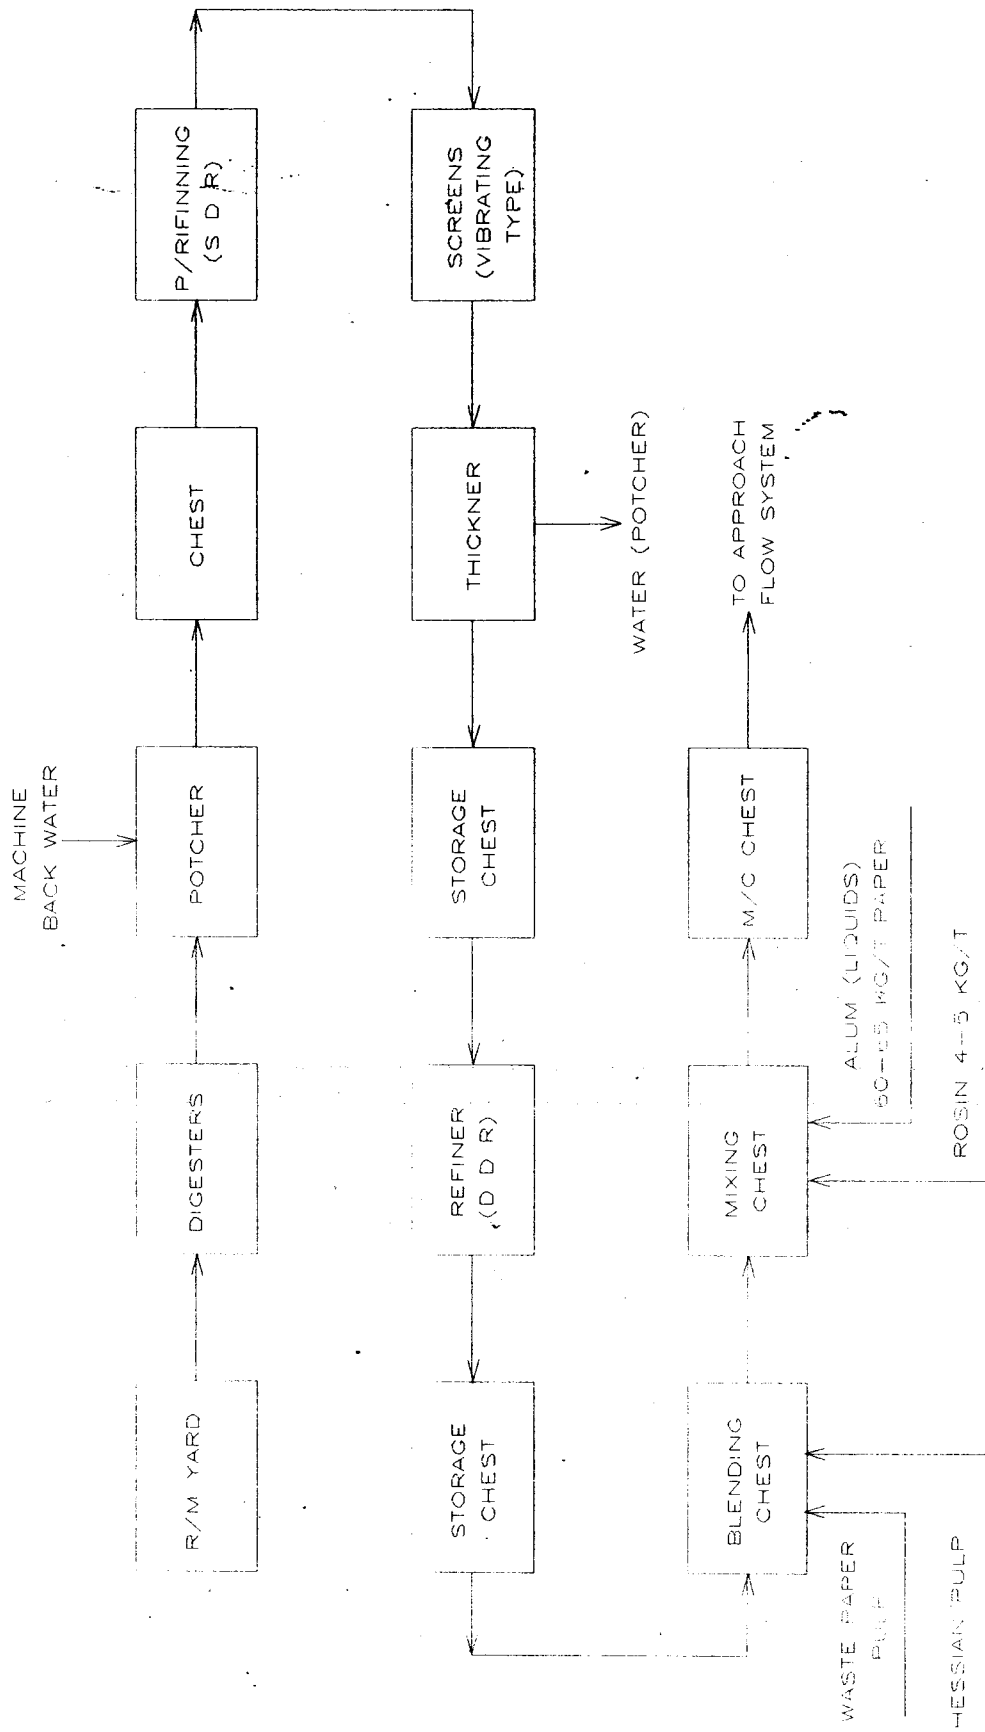 MACHINE
BACK WATER
R/M YARD
DIGESTERS
POTCHER
CHEST
P/RIFINNING
(S D R)
SCREENS
(VIBRATING
TYPE)
THICKNER
WATER (POTCHER)
STORAGE
CHEST
REFINER
(D D R)
STORAGE
CHEST
BLENDING
CHEST
WASTE PAPER
PULP
HESSIAN PULP
MIXING
CHEST
ALUM (LIQUIDS)
60-65 KG/T PAPER
ROSIN 4-5 KG/T
M/C CHEST
TO APPROACH
FLOW SYSTEM